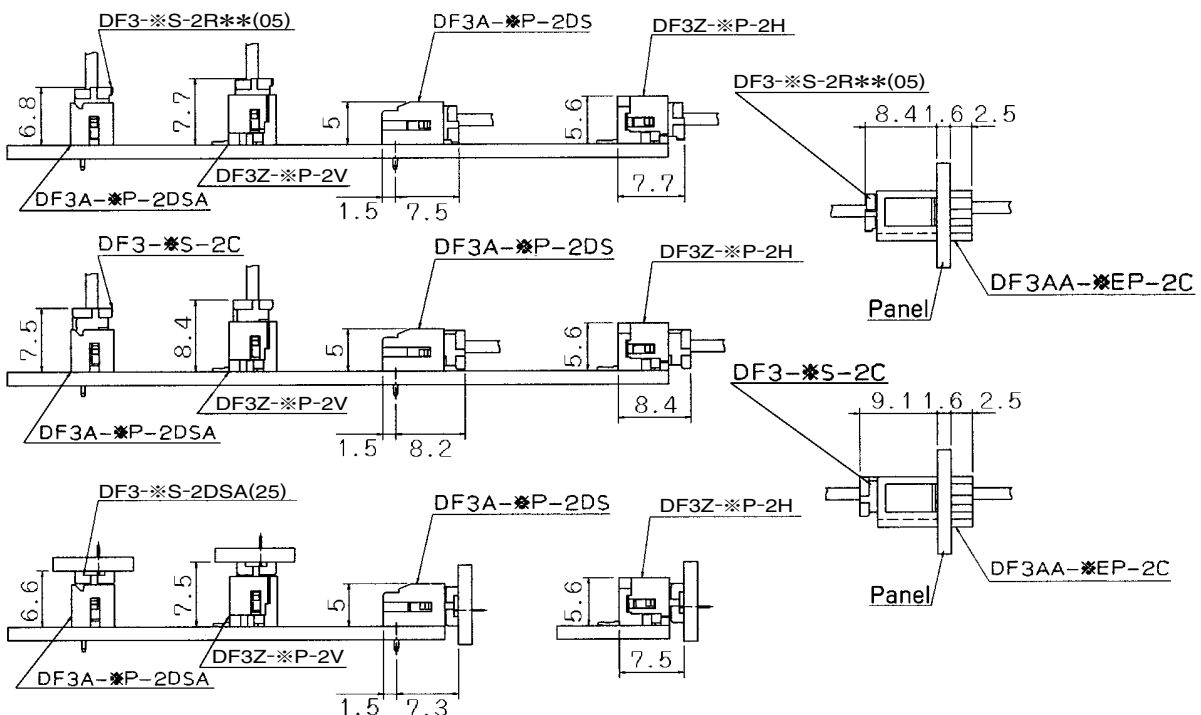 DF3-※S-2R**(05)
DF3A-※P-2DS
DF3Z-※P-2H
6.8
7.7
5
5.6
DF3Z-※P-2V
DF3A-※P-2DSA
1.5
7.5
7.7
DF3-※S-2R**(05)
8.4 1.6 2.5
DF3AA-※EP-2C
Panel
DF3-※S-2C
DF3A-※P-2DS
DF3Z-※P-2H
7.5
8.4
5
5.6
DF3Z-※P-2V
DF3A-※P-2DSA
1.5
8.2
8.4
DF3-※S-2C
9.1 1.6 2.5
DF3AA-※EP-2C
Panel
DF3-※S-2DSA(25)
DF3A-※P-2DS
DF3Z-※P-2H
6.6
7.5
5
5.6
DF3Z-※P-2V
DF3A-※P-2DSA
1.5
7.3
7.5